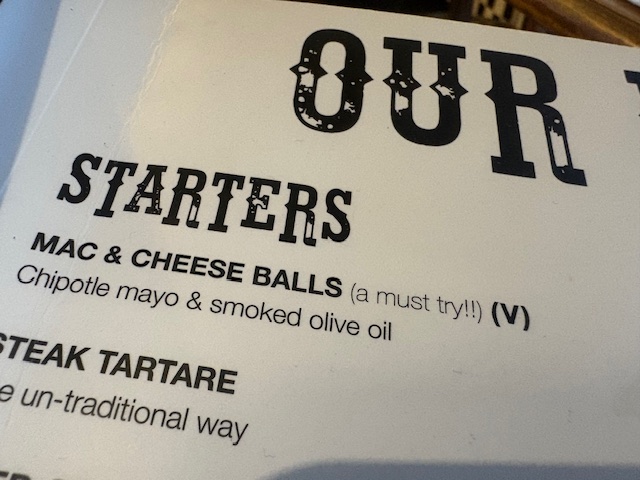 OUR
STARTERS
MAC & CHEESE BALLS (a must try!!) (V)
Chipotle mayo & smoked olive oil
STEAK TARTARE
un-traditional way